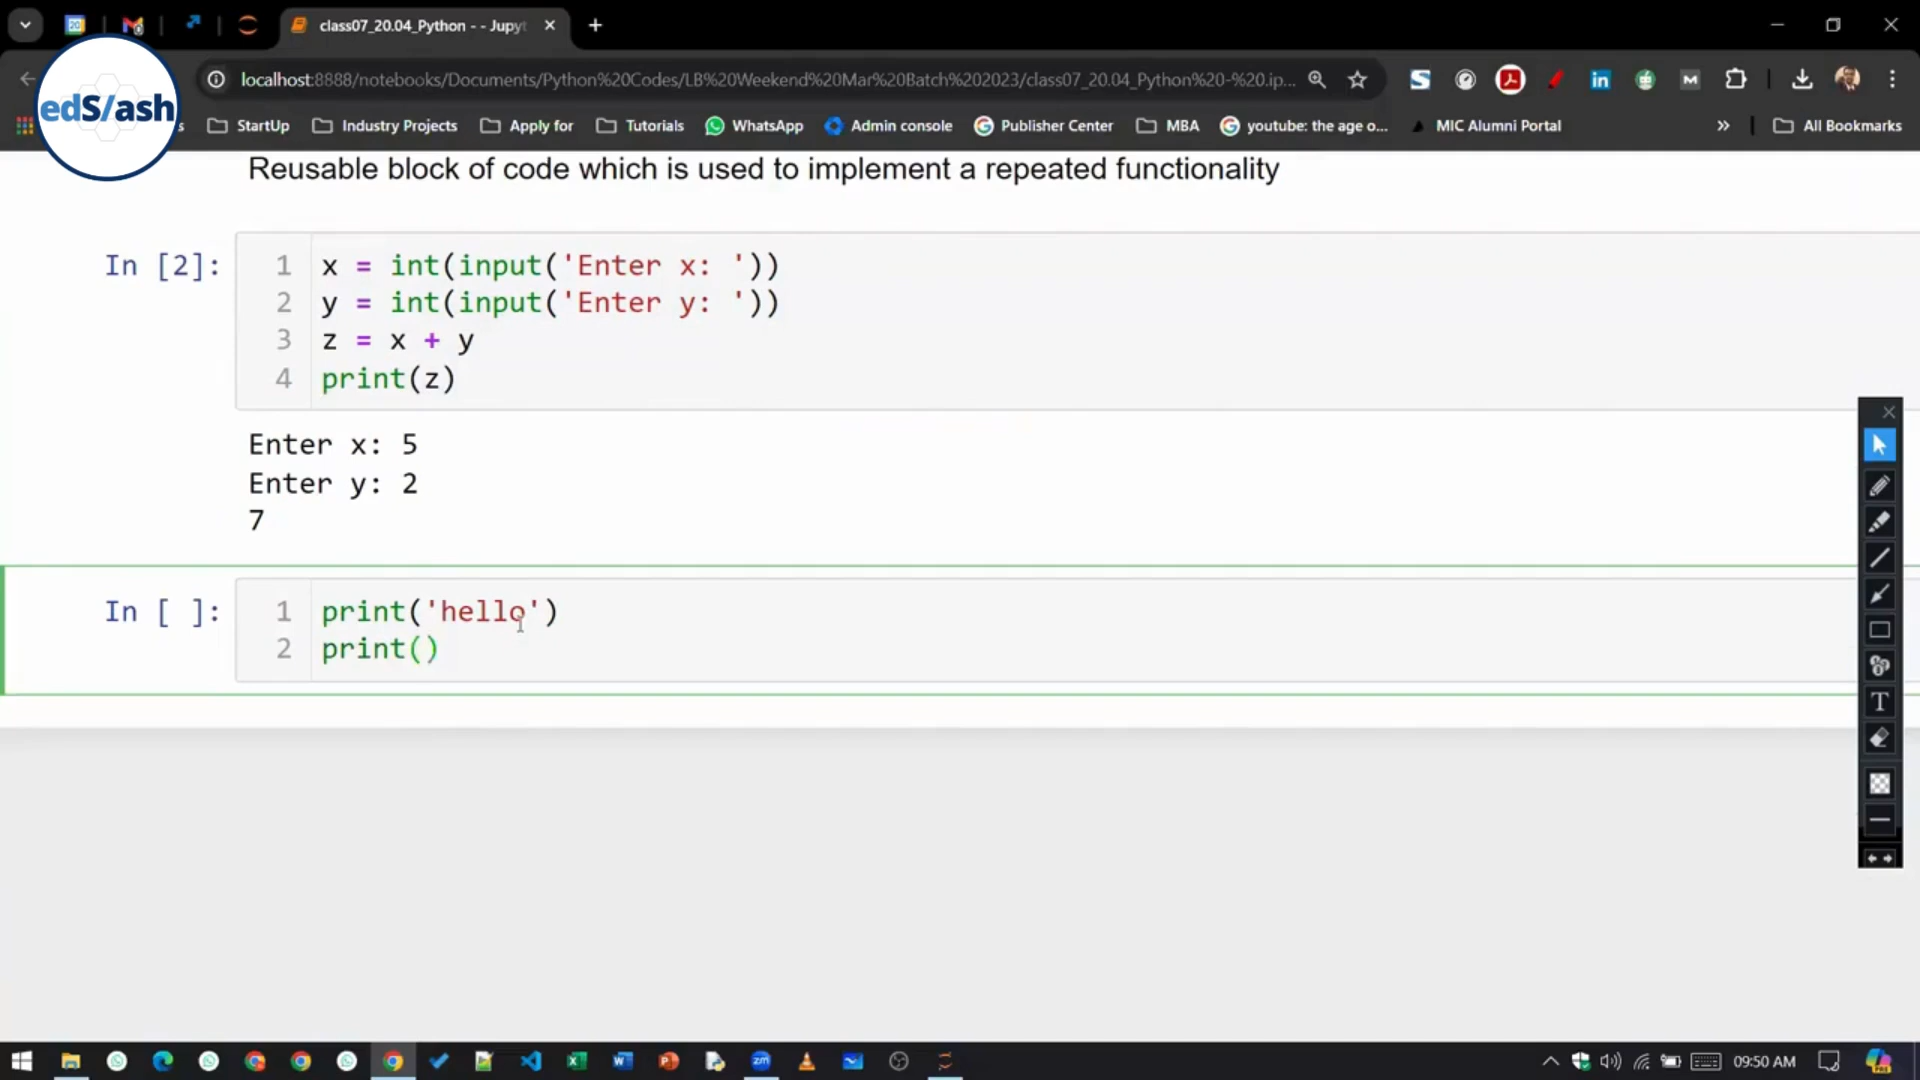 class07_20.04_Python - - Jupyt
localhost:8888/notebooks/Documents/Python%20Codes/LB%20Weekend%20Mar%20Batch%202023/class07_20.04_Python%20-%20.ip...
edS/ash
s
StartUp
Industry Projects
Apply for
Tutorials
WhatsApp
Admin console
Publisher Center
MBA
youtube: the age o...
MIC Alumni Portal
»
All Bookmarks
Reusable block of code which is used to implement a repeated functionality
In [2]:
1 x = int(input('Enter x: '))
2 y = int(input('Enter y: '))
3 z = x + y
4 print(z)
Enter x: 5
Enter y: 2
7
In [ ]:
1 print('hello')
2 print()
09:50 AM